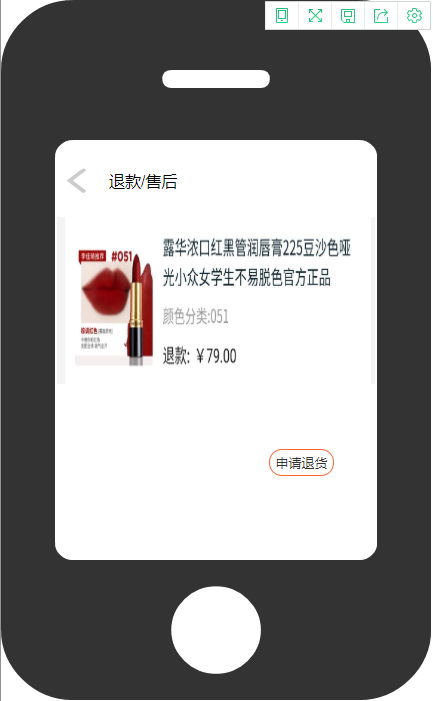 退款/售后
露华浓口红黑管润唇膏225豆沙色哑
光小众女学生不易脱色官方正品
#051
颜色分类:051
退款: ￥79.00
申请退货